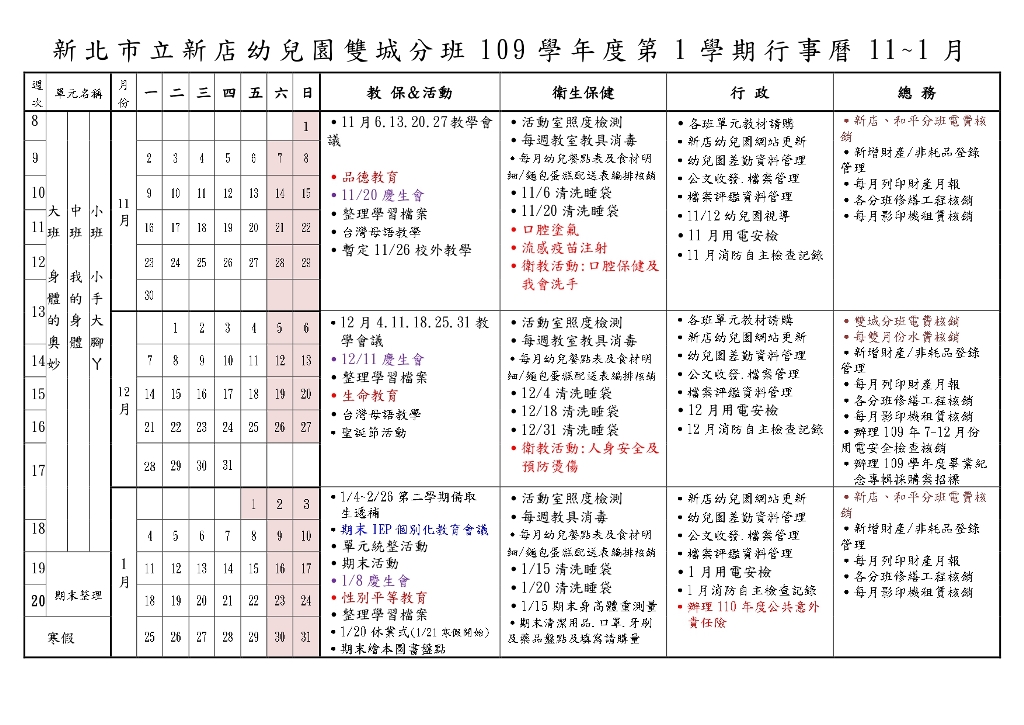 新北市立新店幼兒園雙城分班 109 學年度第 1 學期行事曆 11~1 月
週次 單元名稱 月份 一 二 三 四 五 六 日 教保&活動 衛生保健 行政 總務
8 1
9 2 3 4 5 6 7 8
10 9 10 11 12 13 14 15
11 16 17 18 19 20 21 22
12 23 24 25 26 27 28 29
13 30
大班 身體的奧妙
中班 我的身體
小班 小手大腳ㄚ
11月
•11 月 6.13.20.27 教學會
議
•品德教育
•11/20 慶生會
•整理學習檔案
•台灣母語教學
•暫定 11/26 校外教學
•活動室照度檢測
•每週教室教具消毒
•每月幼兒餐點表及食材明
細/麵包蛋糕配送表編排核銷
•11/6 清洗睡袋
•11/20 清洗睡袋
•口腔塗氟
•流感疫苗注射
•衛教活動:口腔保健及
我會洗手
•各班單元教材請購
•新店幼兒園網站更新
•幼兒園差勤資料管理
•公文收發.檔案管理
•檔案評鑑資料管理
•11/12 幼兒園視導
•11 月用電安檢
•11 月消防自主檢查記錄
•新店、和平分班電費核
銷
•新增財產/非耗品登錄
管理
•每月列印財產月報
•各分班修繕工程核銷
•每月影印機租賃核銷
12月
1 2 3 4 5 6
14 7 8 9 10 11 12 13
15 14 15 16 17 18 19 20
16 21 22 23 24 25 26 27
17 28 29 30 31
•12 月 4.11.18.25.31 教
學會議
•12/11 慶生會
•整理學習檔案
•生命教育
•台灣母語教學
•聖誕節活動
•活動室照度檢測
•每週教室教具消毒
•每月幼兒餐點表及食材明
細/麵包蛋糕配送表編排核銷
•12/4 清洗睡袋
•12/18 清洗睡袋
•12/31 清洗睡袋
•衛教活動:人身安全及
預防燙傷
•各班單元教材請購
•新店幼兒園網站更新
•幼兒園差勤資料管理
•公文收發.檔案管理
•檔案評鑑資料管理
•12 月用電安檢
•12 月消防自主檢查記錄
•雙城分班電費核銷
•每雙月份水費核銷
•新增財產/非耗品登錄
管理
•每月列印財產月報
•各分班修繕工程核銷
•每月影印機租賃核銷
•辦理 109 年 7-12 月份
用電安全檢查核銷
•辦理 109 學年度畢業紀
念專輯採購案招標
1月
1 2 3
18 4 5 6 7 8 9 10
19 11 12 13 14 15 16 17
20 期末整理 18 19 20 21 22 23 24
寒假 25 26 27 28 29 30 31
•1/4~2/26 第二學期備取
生遞補
•期末 IEP 個別化教育會議
•單元統整活動
•期末活動
•1/8 慶生會
•性別平等教育
•整理學習檔案
•1/20 休業式(1/21 寒假開始)
•期末繪本圖書盤點
•活動室照度檢測
•每週教具消毒
•每月幼兒餐點表及食材明
細/麵包蛋糕配送表編排核銷
•1/15 清洗睡袋
•1/20 清洗睡袋
•1/15 期末身高體重測量
•期末清潔用品.口罩.牙刷
及藥品盤點及填寫請購量
•新店幼兒園網站更新
•幼兒園差勤資料管理
•公文收發.檔案管理
•檔案評鑑資料管理
•1 月用電安檢
•1 月消防自主檢查記錄
•辦理 110 年度公共意外
責任險
•新店、和平分班電費核
銷
•新增財產/非耗品登錄
管理
•每月列印財產月報
•各分班修繕工程核銷
•每月影印機租賃核銷